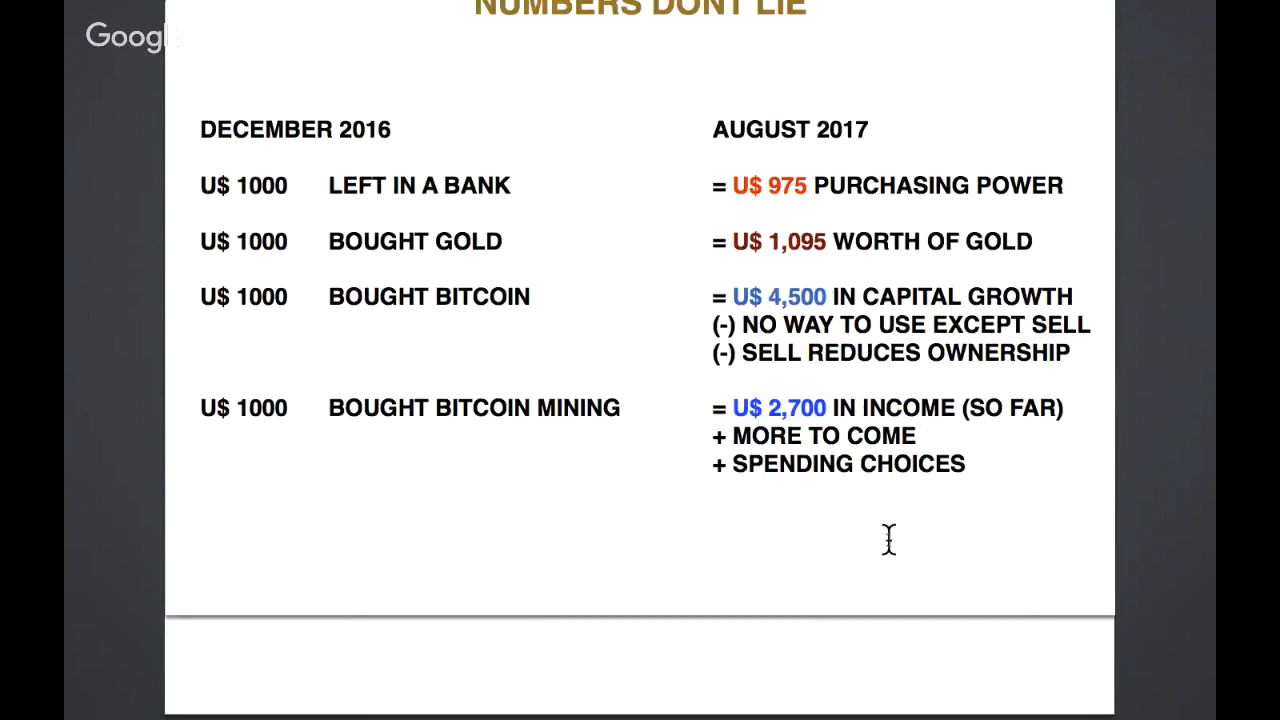 NUMBERS DONT LIE
Googl
DECEMBER 2016 AUGUST 2017
U$ 1000 LEFT IN A BANK = U$ 975 PURCHASING POWER
U$ 1000 BOUGHT GOLD = U$ 1,095 WORTH OF GOLD
U$ 1000 BOUGHT BITCOIN = U$ 4,500 IN CAPITAL GROWTH
(-) NO WAY TO USE EXCEPT SELL
(-) SELL REDUCES OWNERSHIP
U$ 1000 BOUGHT BITCOIN MINING = U$ 2,700 IN INCOME (SO FAR)
+ MORE TO COME
+ SPENDING CHOICES